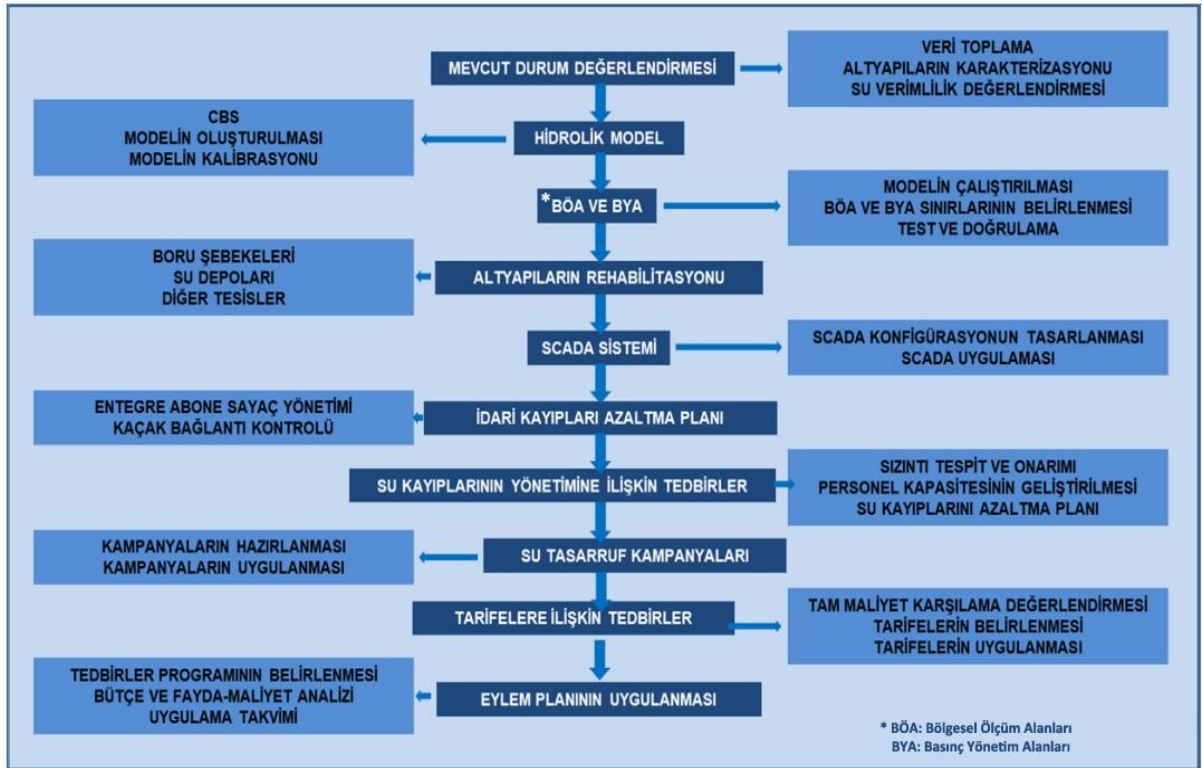 MEVCUT DURUM DEĞERLENDİRMESİ
VERİ TOPLAMA
ALTYAPILARIN KARAKTERİZASYONU
SU VERİMLİLİK DEĞERLENDİRMESİ
HİDROLİK MODEL
CBS
MODELİN OLUŞTURULMASI
MODELİN KALİBRASYONU
*BÖA VE BYA
MODELİN ÇALIŞTIRILMASI
BÖA VE BYA SINIRLARININ BELİRLENMESİ
TEST VE DOĞRULAMA
ALTYAPILARIN REHABİLİTASYONU
BORU ŞEBEKELERİ
SU DEPOLARI
DİĞER TESİSLER
SCADA SİSTEMİ
SCADA KONFİGÜRASYONUN TASARLANMASI
SCADA UYGULAMASI
İDARİ KAYIPLARI AZALTMA PLANI
ENTEGRE ABONE SAYAÇ YÖNETİMİ
KAÇAK BAĞLANTI KONTROLÜ
SU KAYIPLARININ YÖNETİMİNE İLİŞKİN TEDBİRLER
SIZINTI TESPİT VE ONARIMI
PERSONEL KAPASİTESİNİN GELİŞTİRİLMESİ
SU KAYIPLARINI AZALTMA PLANI
SU TASARRUF KAMPANYALARI
KAMPANYALARIN HAZIRLANMASI
KAMPANYALARIN UYGULANMASI
TARİFELERE İLİŞKİN TEDBİRLER
TAM MALİYET KARŞILAMA DEĞERLENDİRMESİ
TARİFELERİN BELİRLENMESİ
TARİFELERİN UYGULANMASI
EYLEM PLANININ UYGULANMASI
TEDBİRLER PROGRAMININ BELİRLENMESİ
BÜTÇE VE FAYDA-MALİYET ANALİZİ
UYGULAMA TAKVİMİ
* BÖA: Bölgesel Ölçüm Alanları
BYA: Basınç Yönetim Alanları